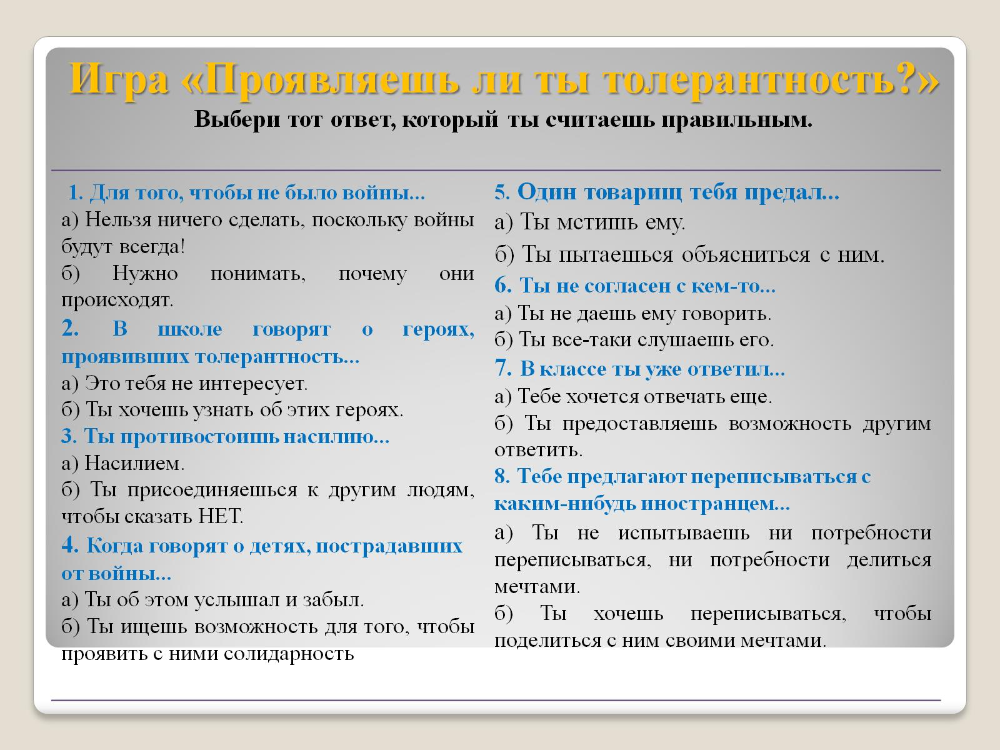 Игра «Проявляешь ли ты толерантность?»
Выбери тот ответ, который ты считаешь правильным.
1. Для того, чтобы не было войны...
а) Нельзя ничего сделать, поскольку войны
будут всегда!
б) Нужно понимать, почему они
происходят.
2. В школе говорят о героях,
проявивших толерантность...
а) Это тебя не интересует.
б) Ты хочешь узнать об этих героях.
3. Ты противостоишь насилию...
а) Насилием.
б) Ты присоединяешься к другим людям,
чтобы сказать НЕТ.
4. Когда говорят о детях, пострадавших
от войны...
а) Ты об этом услышал и забыл.
б) Ты ищешь возможность для того, чтобы
проявить с ними солидарность
5. Один товарищ тебя предал...
а) Ты мстишь ему.
б) Ты пытаешься объясниться с ним.
6. Ты не согласен с кем-то...
а) Ты не даешь ему говорить.
б) Ты все-таки слушаешь его.
7. В классе ты уже ответил...
а) Тебе хочется отвечать еще.
б) Ты предоставляешь возможность другим
ответить.
8. Тебе предлагают переписываться с
каким-нибудь иностранцем...
а) Ты не испытываешь ни потребности
переписываться, ни потребности делиться
мечтами.
б) Ты хочешь переписываться, чтобы
поделиться с ним своими мечтами.